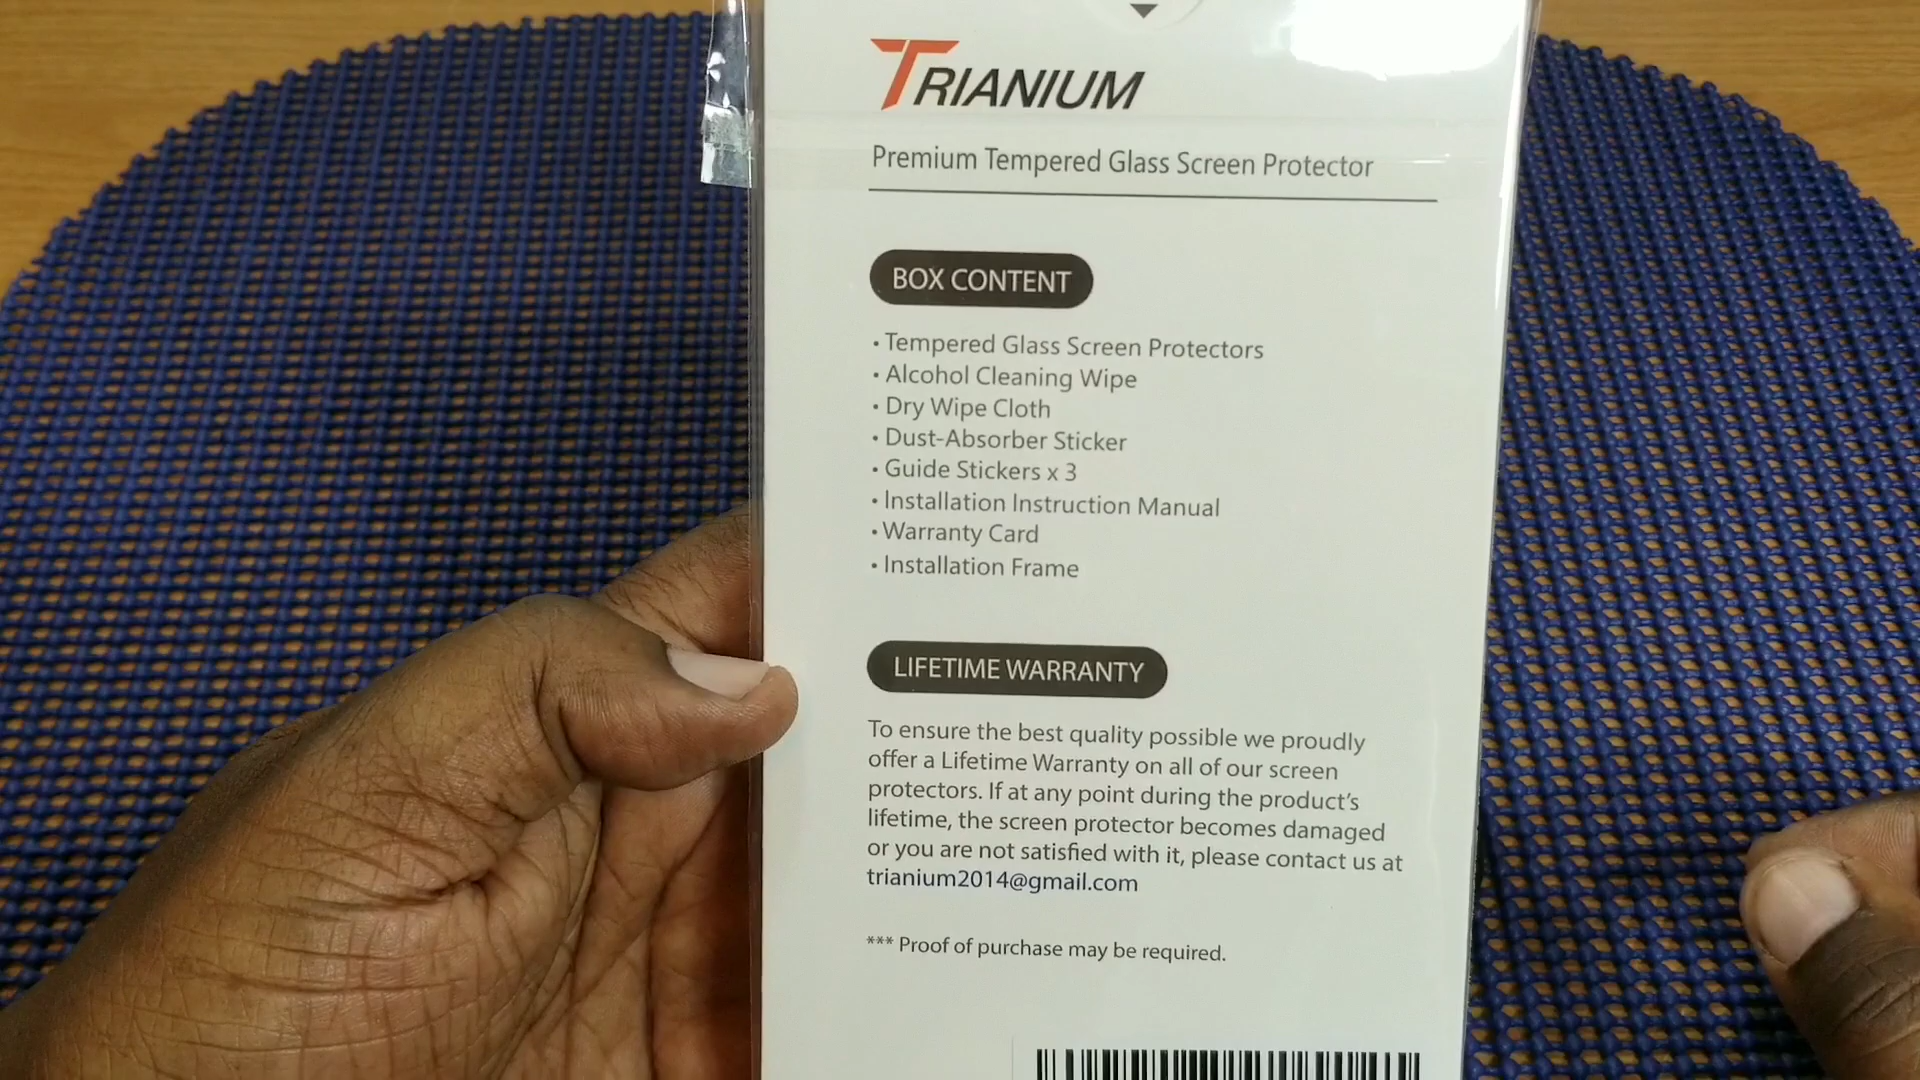 TRIANIUM
Premium Tempered Glass Screen Protector
BOX CONTENT
• Tempered Glass Screen Protectors
• Alcohol Cleaning Wipe
• Dry Wipe Cloth
• Dust-Absorber Sticker
• Guide Stickers x 3
• Installation Instruction Manual
• Warranty Card
• Installation Frame
LIFETIME WARRANTY
To ensure the best quality possible we proudly
offer a Lifetime Warranty on all of our screen
protectors. If at any point during the product's
lifetime, the screen protector becomes damaged
or you are not satisfied with it, please contact us at
trianium2014@gmail.com
*** Proof of purchase may be required.